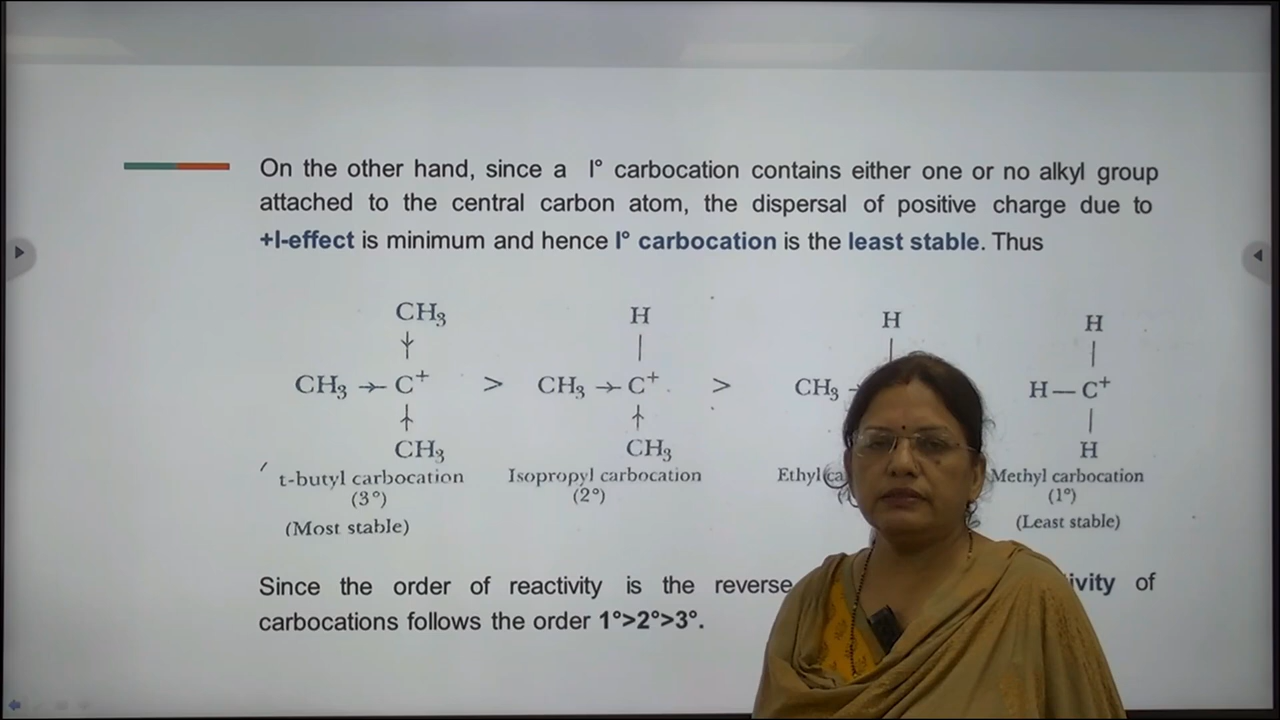 On the other hand, since a I° carbocation contains either one or no alkyl group
attached to the central carbon atom, the dispersal of positive charge due to
+I-effect is minimum and hence I° carbocation is the least stable. Thus
CH₃ H H H
CH₃ → C⁺ > CH₃ → C⁺ > CH₃ H — C⁺
CH₃ CH₃ H
t-butyl carbocation Isopropyl carbocation Ethyl Methyl carbocation
(3°) (2°) (1°)
(Most stable) (Least stable)
Since the order of reactivity is the reverse of
carbocations follows the order 1°>2°>3°.